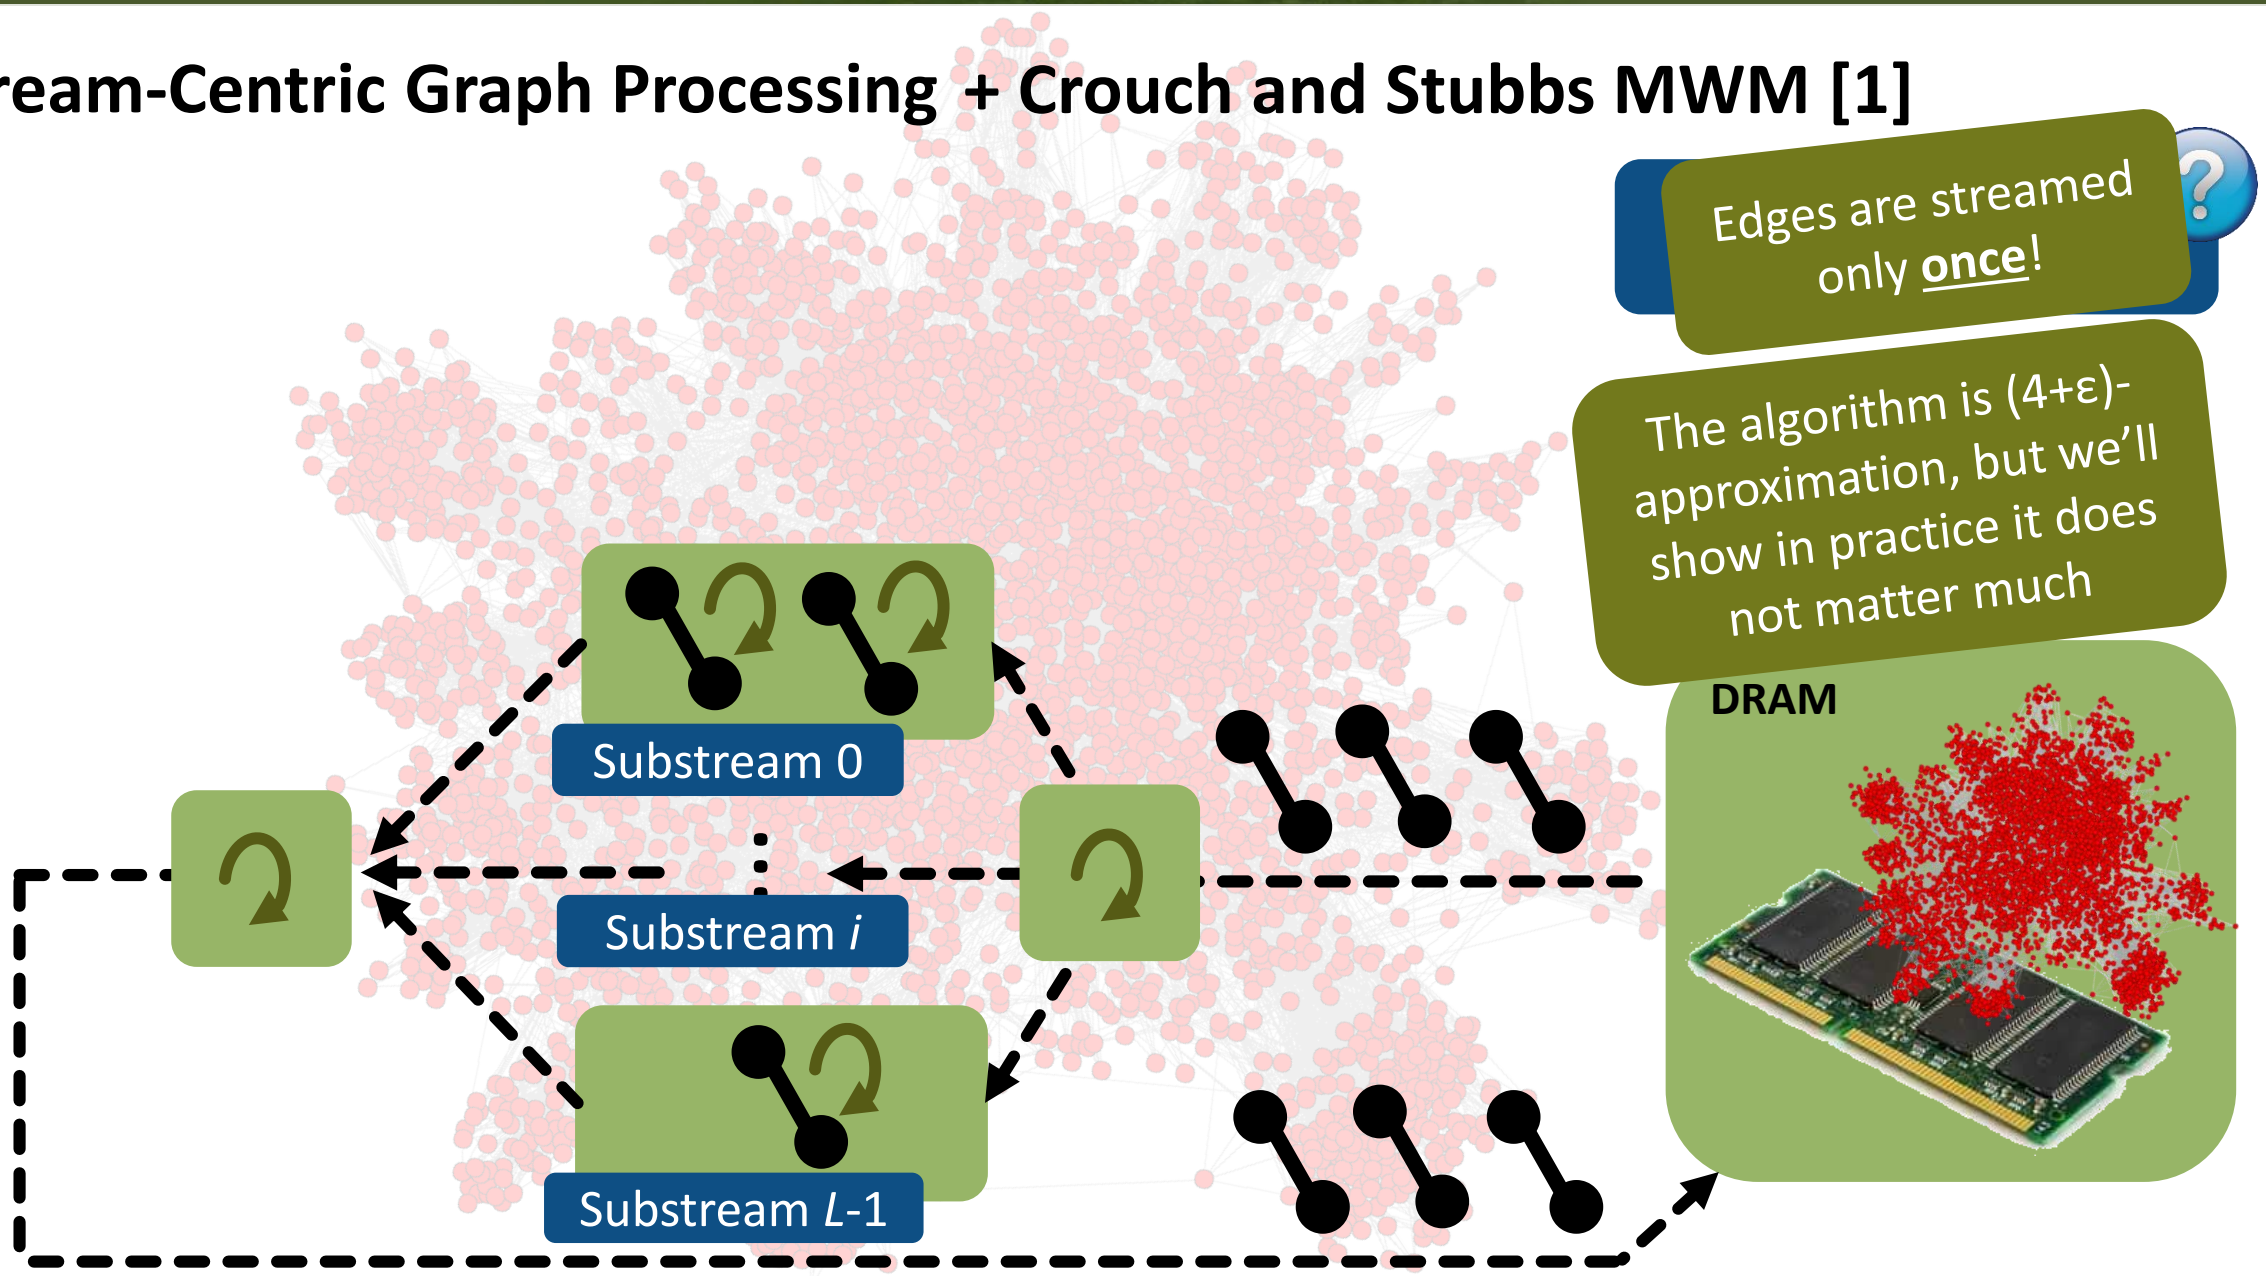 ream-Centric Graph Processing + Crouch and Stubbs MWM [1]
Edges are streamed
only once!
?
The algorithm is (4+ε)-
approximation, but we’ll
show in practice it does
not matter much
DRAM
Substream 0
Substream i
Substream L-1